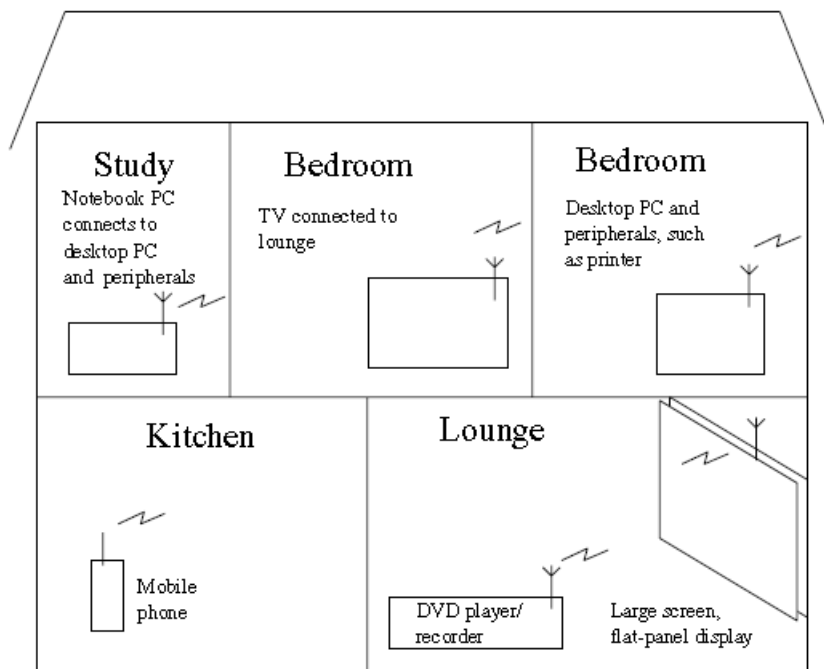 Study
Notebook PC
connects to
desktop PC
and peripherals
Bedroom
TV connected to
lounge
Bedroom
Desktop PC and
peripherals, such
as printer
Kitchen
Mobile
phone
Lounge
DVD player/
recorder
Large screen,
flat-panel display